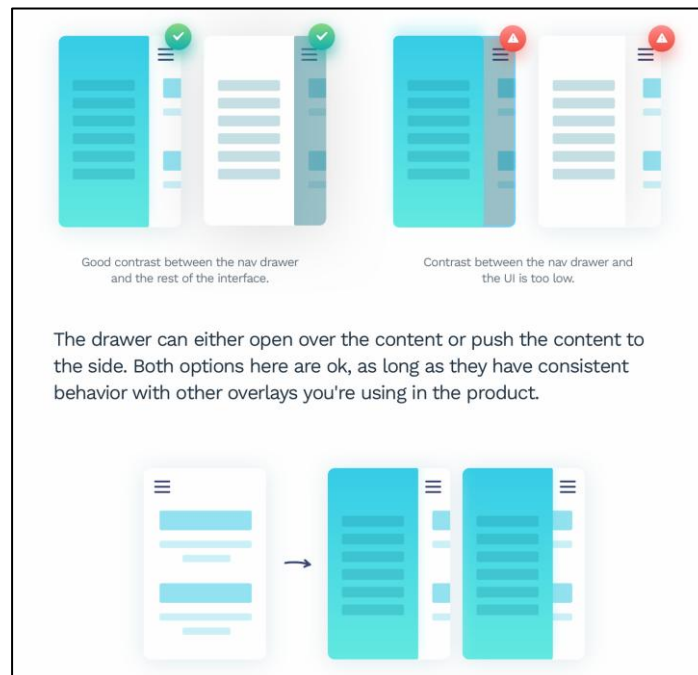 Good contrast between the nav drawer
and the rest of the interface.
Contrast between the nav drawer and
the UI is too low.
The drawer can either open over the content or push the content to
the side. Both options here are ok, as long as they have consistent
behavior with other overlays you're using in the product.